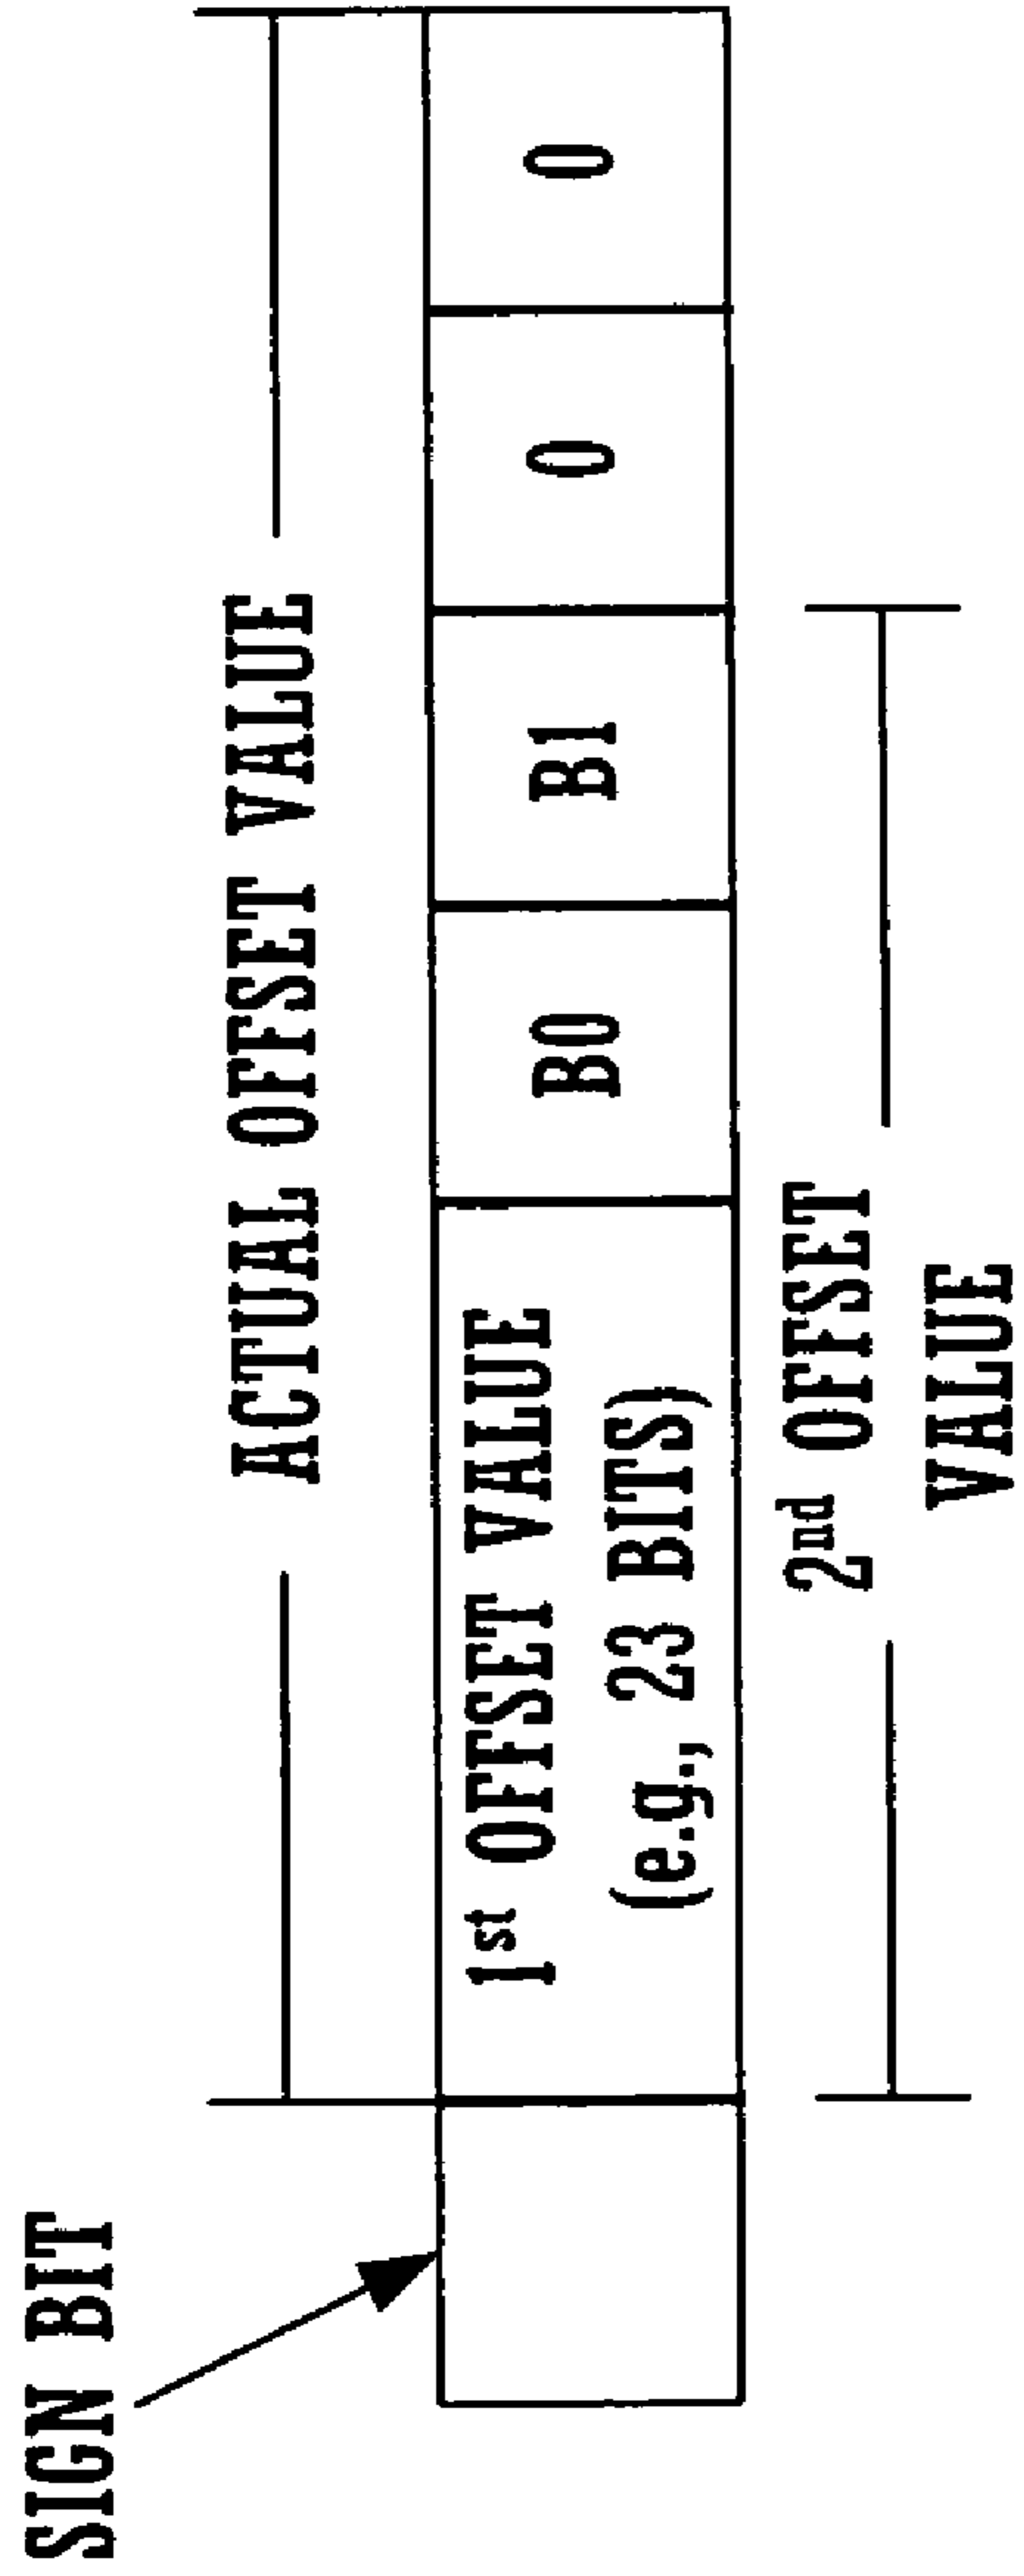 SIGN BIT
ACTUAL OFFSET VALUE
1st OFFSET VALUE
(e.g., 23 BITS)
B0
B1
0
0
2nd OFFSET
VALUE